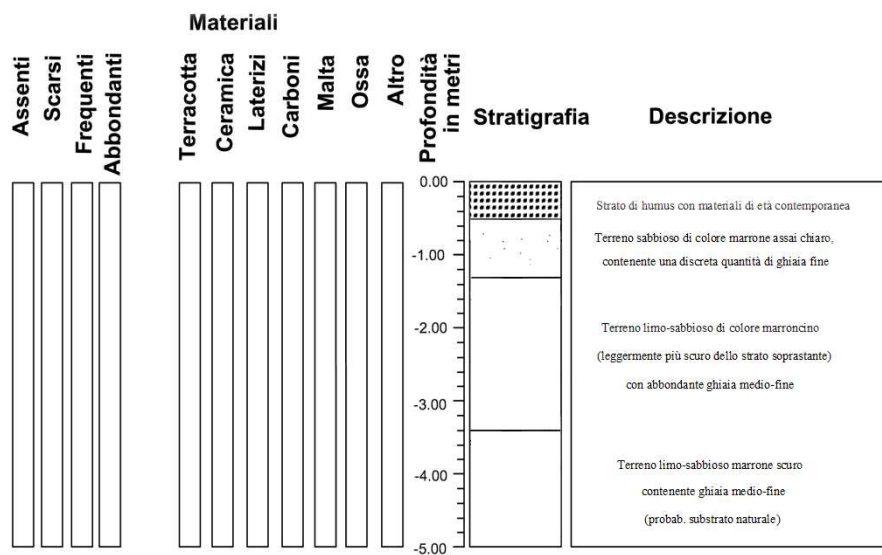 Materiali
Assenti
Scarsi
Frequenti
Abbondanti
Terracotta
Ceramica
Laterizi
Carboni
Malta
Ossa
Altro
Profondità
in metri
Stratigrafia
Descrizione
0.00
-1.00
-2.00
-3.00
-4.00
-5.00
Strato di humus con materiali di età contemporanea
Terreno sabbioso di colore marrone assai chiaro,
contenente una discreta quantità di ghiaia fine
Terreno limo-sabbioso di colore marroncino
(leggermente più scuro dello strato soprastante)
con abbondante ghiaia medio-fine
Terreno limo-sabbioso marrone scuro
contenente ghiaia medio-fine
(probab. substrato naturale)